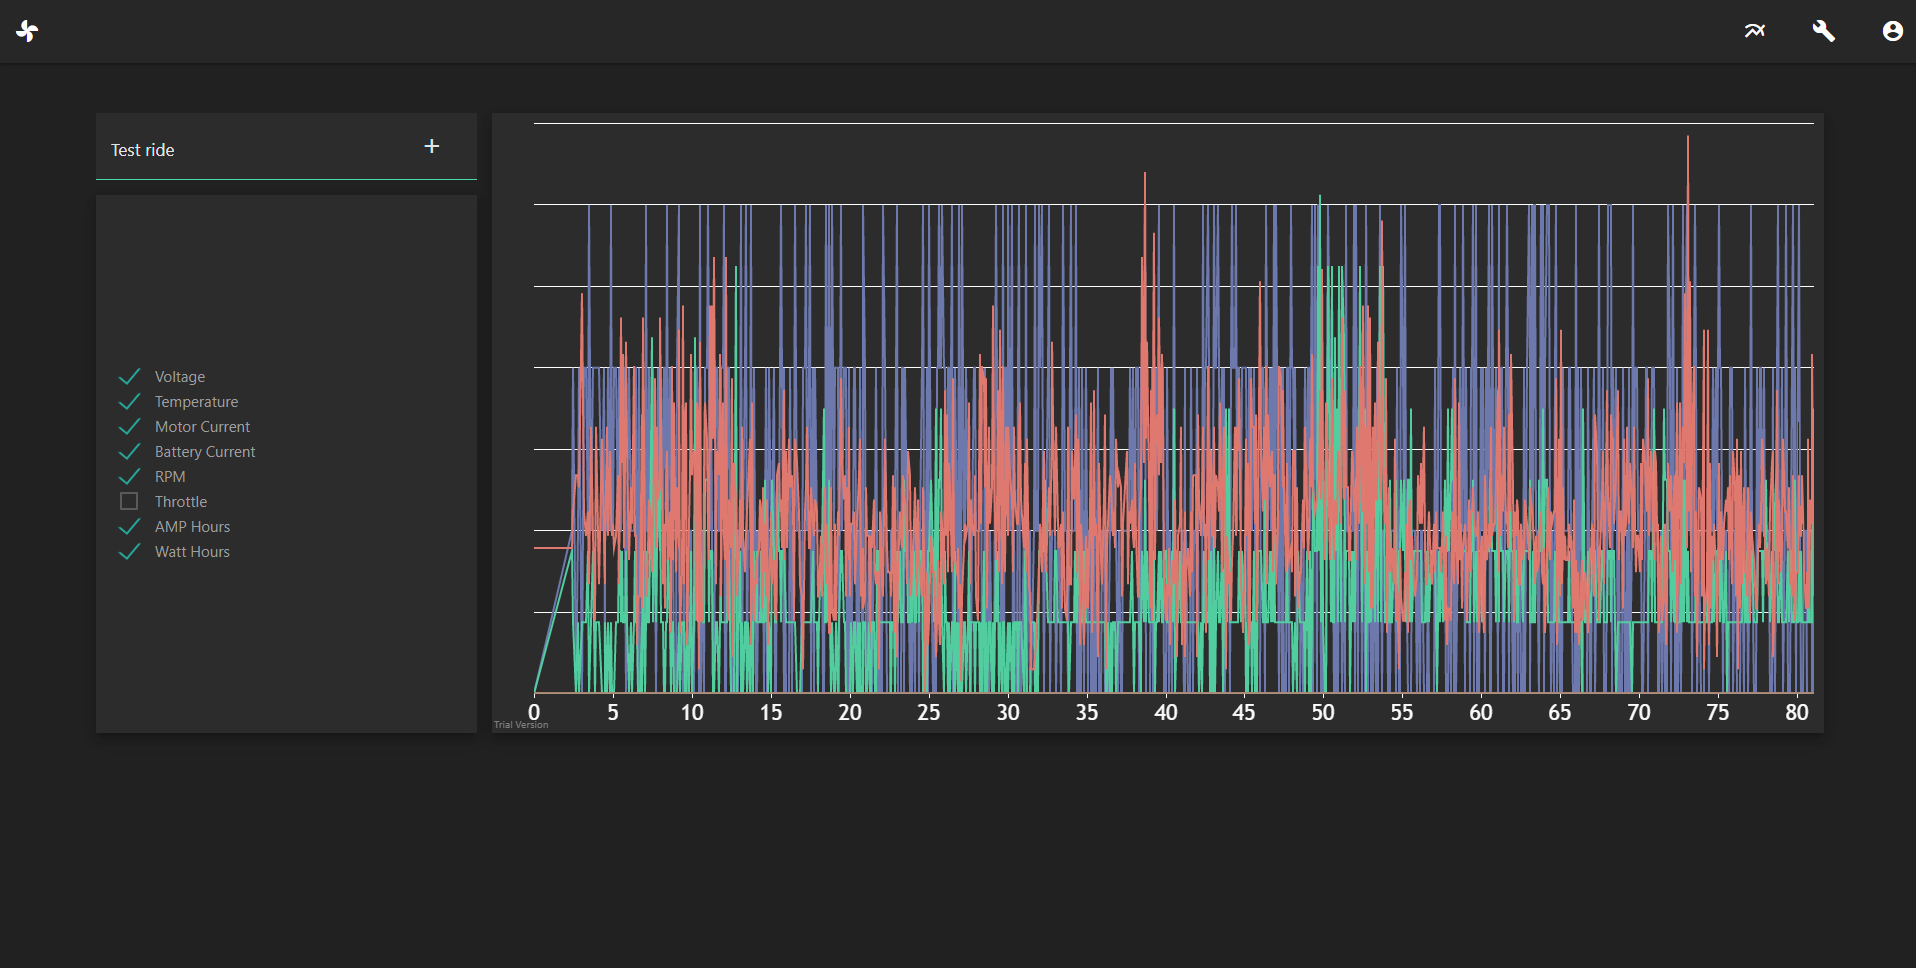 Test ride
Voltage
Temperature
Motor Current
Battery Current
RPM
Throttle
AMP Hours
Watt Hours
0 5 10 15 20 25 30 35 40 45 50 55 60 65 70 75 80
Trial Version